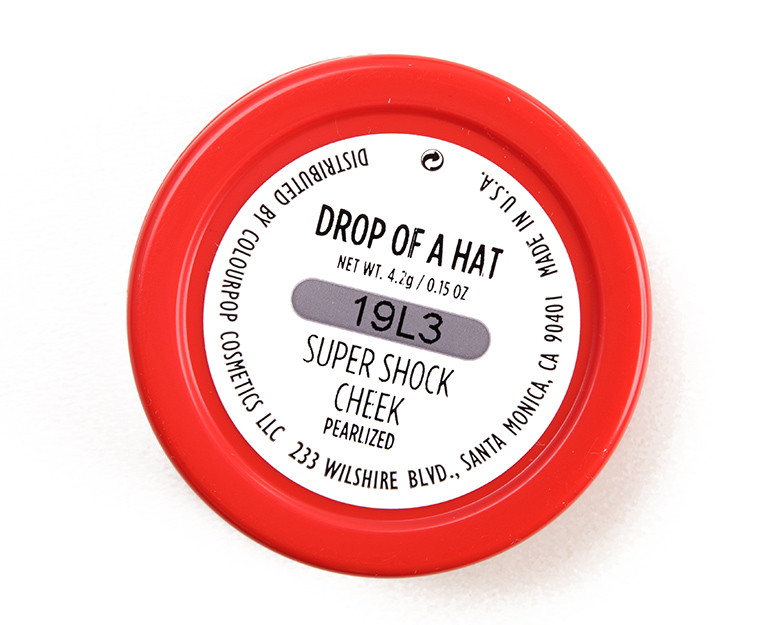 DROP OF A HAT
NET WT. 4.2g / 0.15 OZ
19L3
SUPER SHOCK
CHEEK
PEARLIZED
DISTRIBUTED BY COLOURPOP COSMETICS LLC 233 WILSHIRE BLVD., SANTA MONICA, CA 90401 MADE IN U.S.A.